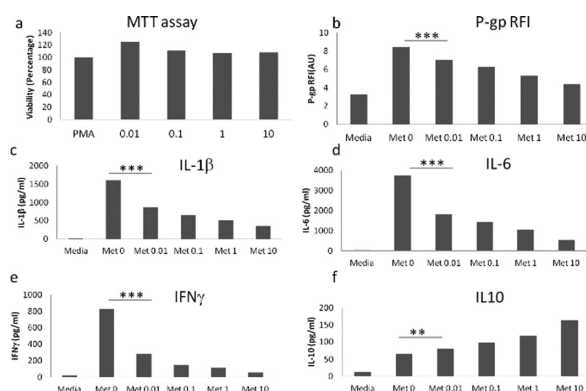 a
MTT assay
Viability (Percentage)
140
120
100
80
60
40
20
0
PMA 0.01 0.1 1 10
b
P-gp RFI
P-gp RFI(AU)
10
8
6
4
2
0
***
Media Met 0 Met 0.01 Met 0.1 Met 1 Met 10
c
IL-1β
IL-1β (pg/ml)
2000
1500
1000
500
0
***
Media Met 0 Met 0.01 Met 0.1 Met 1 Met 10
d
IL-6
IL-6 (pg/ml)
4000
3000
2000
1000
0
***
Media Met 0 Met 0.01 Met 0.1 Met 1 Met 10
e
IFNγ
IFNγ (pg/ml)
1000
800
600
400
200
0
***
Media Met 0 Met 0.01 Met 0.1 Met 1 Met 10
f
IL10
IL-10 (pg/ml)
200
150
100
50
0
**
Media Met 0 Met 0.01 Met 0.1 Met 1 Met 10